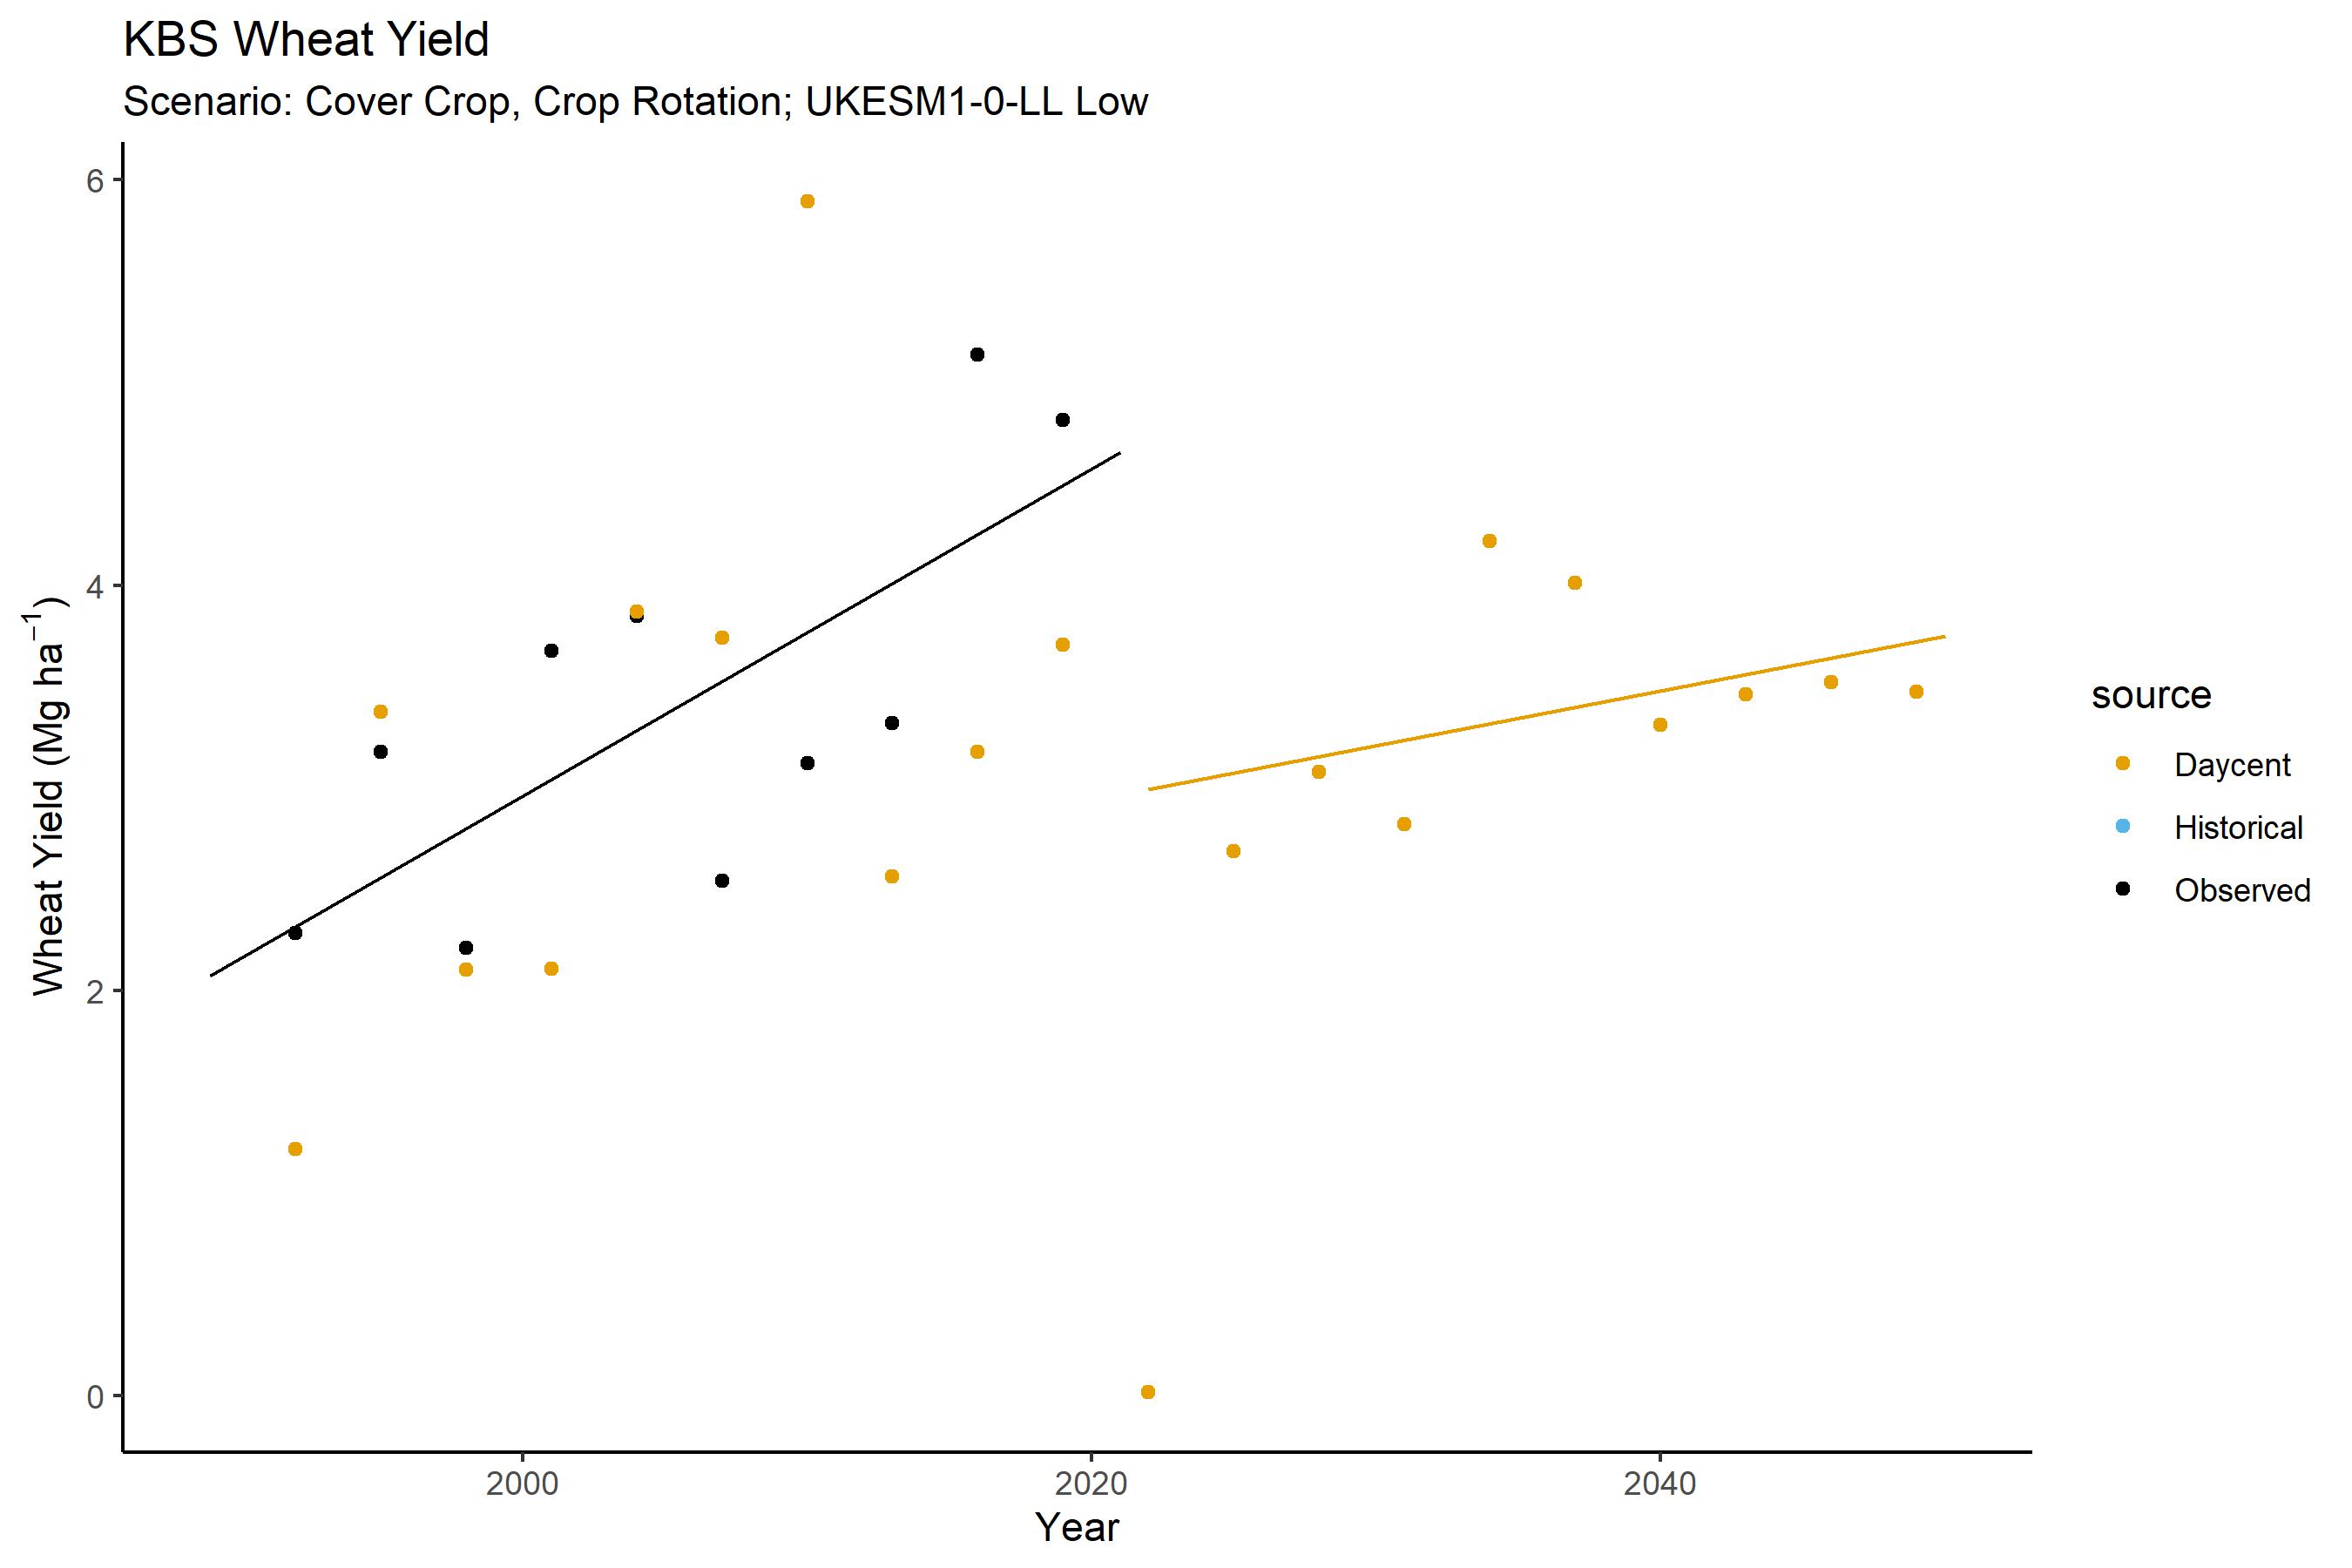 KBS Wheat Yield
Scenario: Cover Crop, Crop Rotation; UKESM1-0-LL Low
Wheat Yield (Mg ha⁻¹)
6
4
2
0
2000
2020
2040
Year
source
Daycent
Historical
Observed